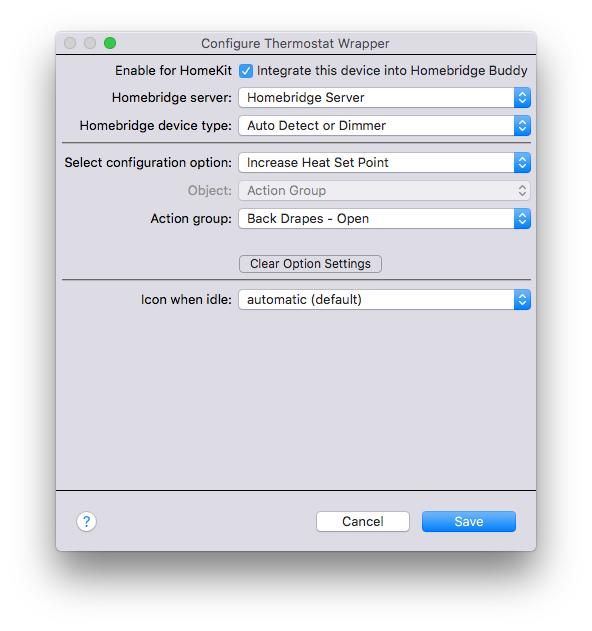 Configure Thermostat Wrapper
Enable for HomeKit Integrate this device into Homebridge Buddy
Homebridge server: Homebridge Server
Homebridge device type: Auto Detect or Dimmer
Select configuration option: Increase Heat Set Point
Object: Action Group
Action group: Back Drapes - Open
Clear Option Settings
Icon when idle: automatic (default)
? Cancel Save